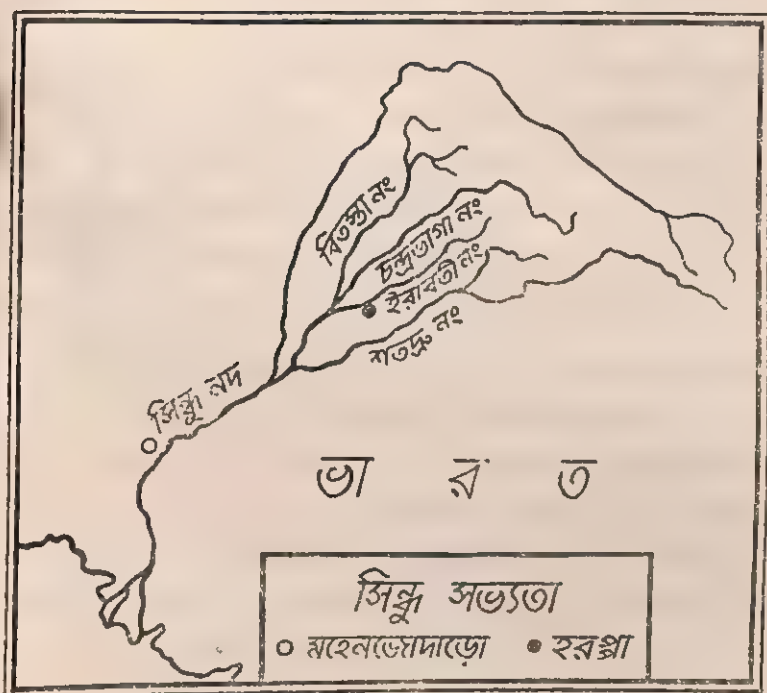 বিতস্তা নং
চন্দ্রভাগা নং
ইরাবতী নং
শতদ্রু নং
সিন্ধু নদ
ভা র ত
সিন্ধু সভ্যতা
মহেনজোদাড়ো হরপ্পা